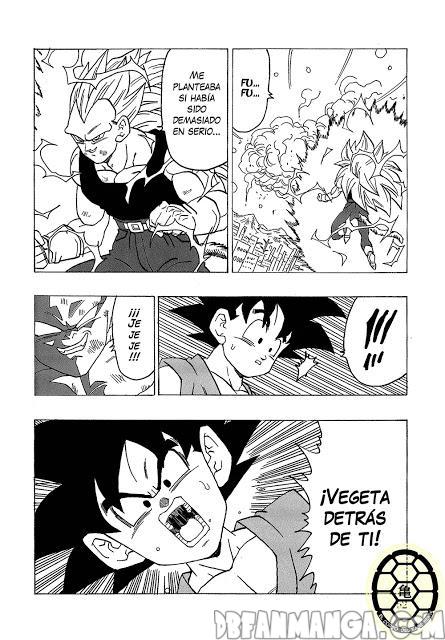 FU...
FU...
ME
PLANTEABA
SI HABÍA
SIDO
DEMASIADO
EN SERIO...
!!!
¡¡¡
JE
JE
JE
!!!
¡VEGETA
DETRÁS
DE TI!
亀
DBFANMANGA.COM